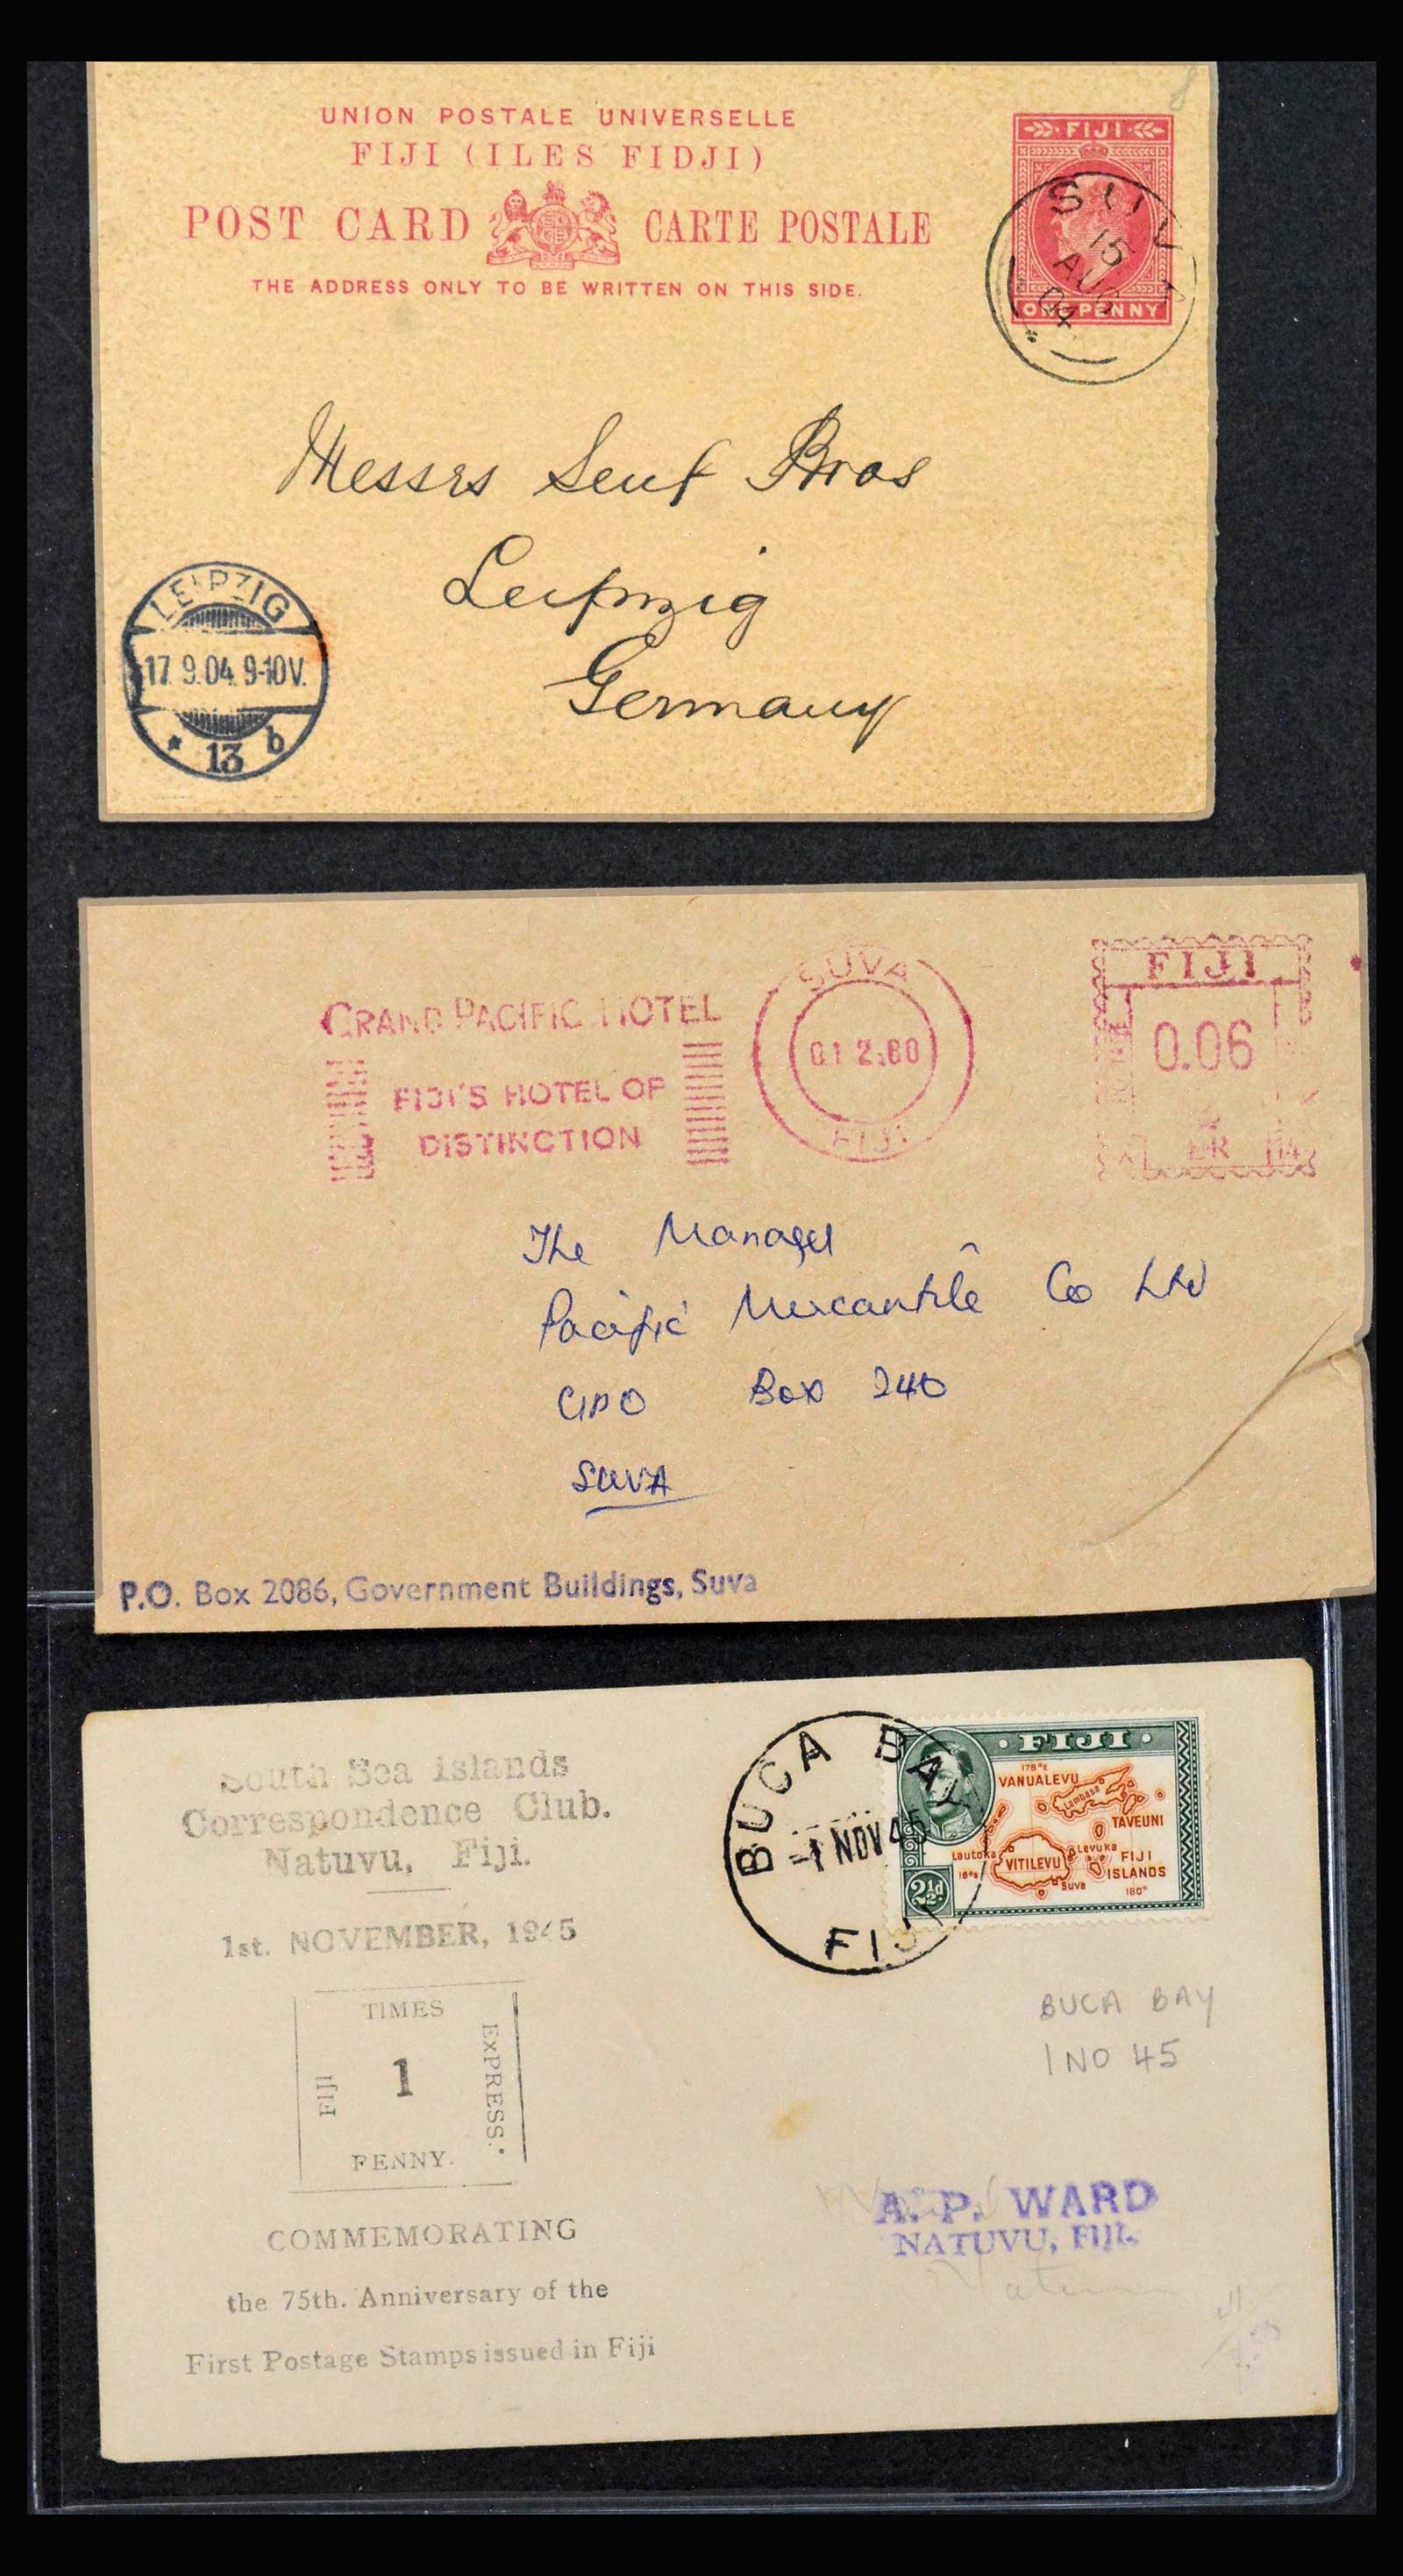 UNION POSTALE UNIVERSELLE
FIJI (ILES FIDJI)
POST CARD CARTE POSTALE
THE ADDRESS ONLY TO BE WRITTEN ON THIS SIDE.
FIJI
ONE PENNY
SUVA
15
AUG
04
Messrs Senf Bros
Leipzig
Germany
LEIPZIG
17.9.04.9-10V.
* 13 b
GRAND PACIFIC HOTEL
FIJI'S HOTEL OF
DISTINCTION
SUVA
01 2:80
FIJI
FIJI
0.06
The Manager
Pacific Mercantile Co Ltd
GPO Box 240
SUVA
P.O. Box 2086, Government Buildings, Suva
South Sea islands
Correspondence Club.
Natuvu, Fiji.
1st. NOVEMBER, 1945
TIMES
FIJI
1
EXPRESS.
PENNY.
COMMEMORATING
the 75th. Anniversary of the
First Postage Stamps issued in Fiji
BUCA BAY
-1 NOV 45
FIJI
· FIJI ·
178°E
VANUALEVU
Lambasa
TAVEUNI
Lautoka
Levuka
VITILEVU
FIJI
ISLANDS
18°S
Suva
180°
2½d
BUCA BAY
1 NO 45
A. P. WARD
NATUVU, FIJI.